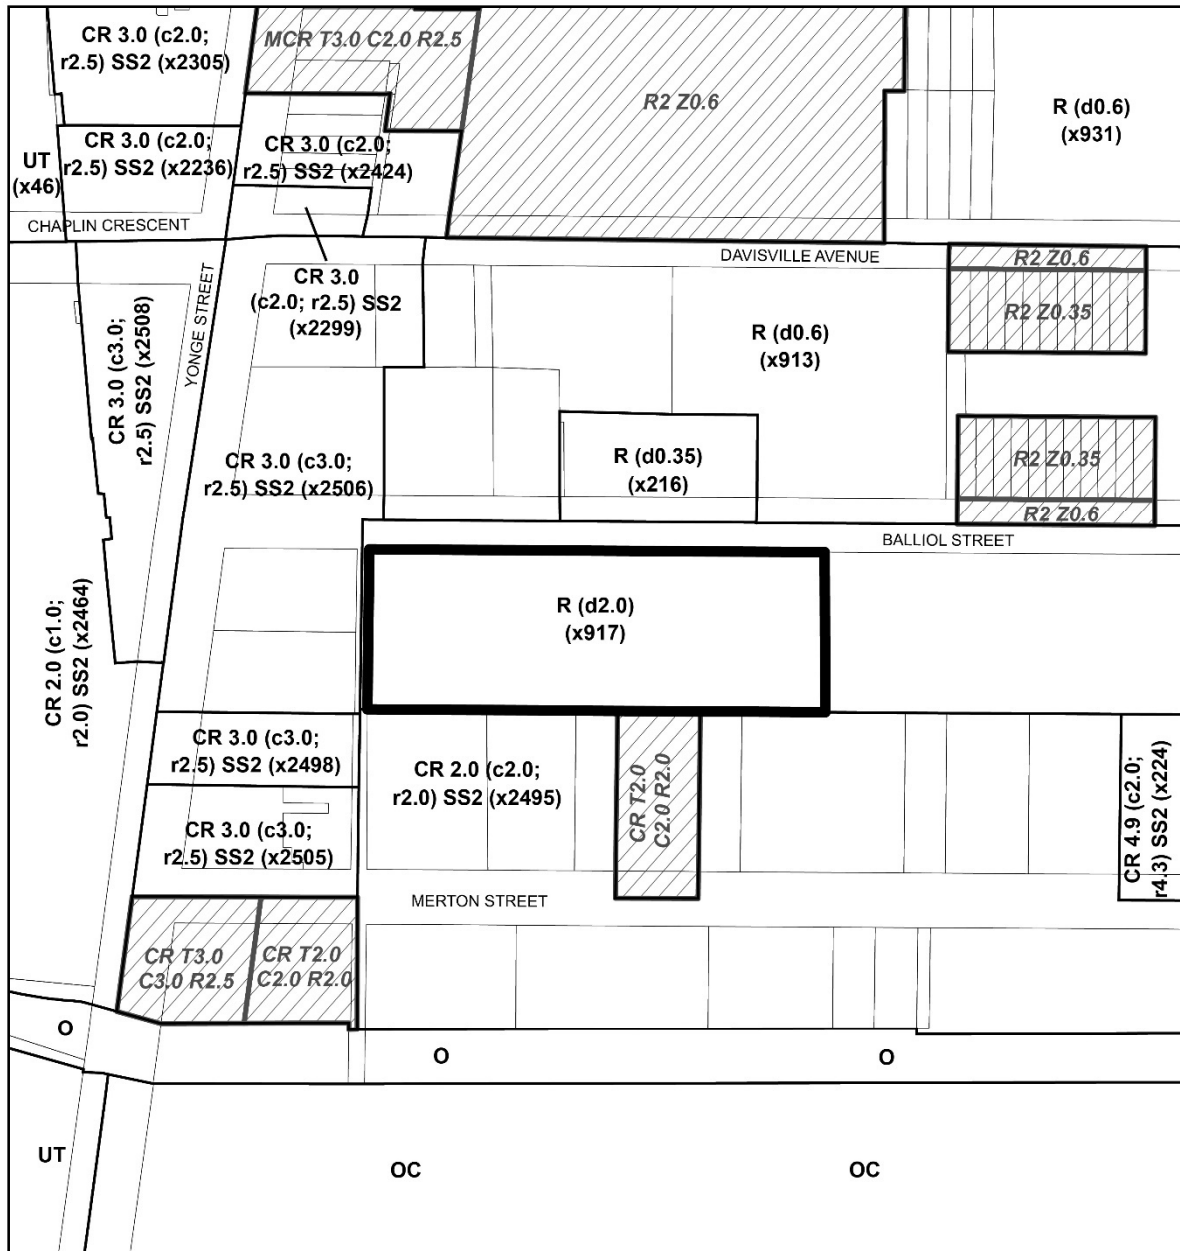 CR 3.0 (c2.0;
r2.5) SS2 (x2305)
MCR T3.0 C2.0 R2.5
R2 Z0.6
R (d0.6)
(x931)
CR 3.0 (c2.0;
r2.5) SS2 (x2236)
CR 3.0 (c2.0;
r2.5) SS2 (x2424)
UT
(x46)
CHAPLIN CRESCENT
DAVISVILLE AVENUE
R2 Z0.6
R2 Z0.35
CR 3.0
(c2.0; r2.5) SS2
(x2299)
YONGE STREET
CR 3.0 (c3.0;
r2.5) SS2 (x2508)
R (d0.6)
(x913)
CR 3.0 (c3.0;
r2.5) SS2 (x2506)
R (d0.35)
(x216)
R2 Z0.35
R2 Z0.6
BALLIOL STREET
R (d2.0)
(x917)
CR 2.0 (c1.0;
r2.0) SS2 (x2464)
CR 3.0 (c3.0;
r2.5) SS2 (x2498)
CR 2.0 (c2.0;
r2.0) SS2 (x2495)
CR T2.0
C2.0 R2.0
CR 4.9 (c2.0;
r4.3) SS2 (x224)
CR 3.0 (c3.0;
r2.5) SS2 (x2505)
MERTON STREET
CR T3.0
C3.0 R2.5
CR T2.0
C2.0 R2.0
O
O
O
UT
OC
OC